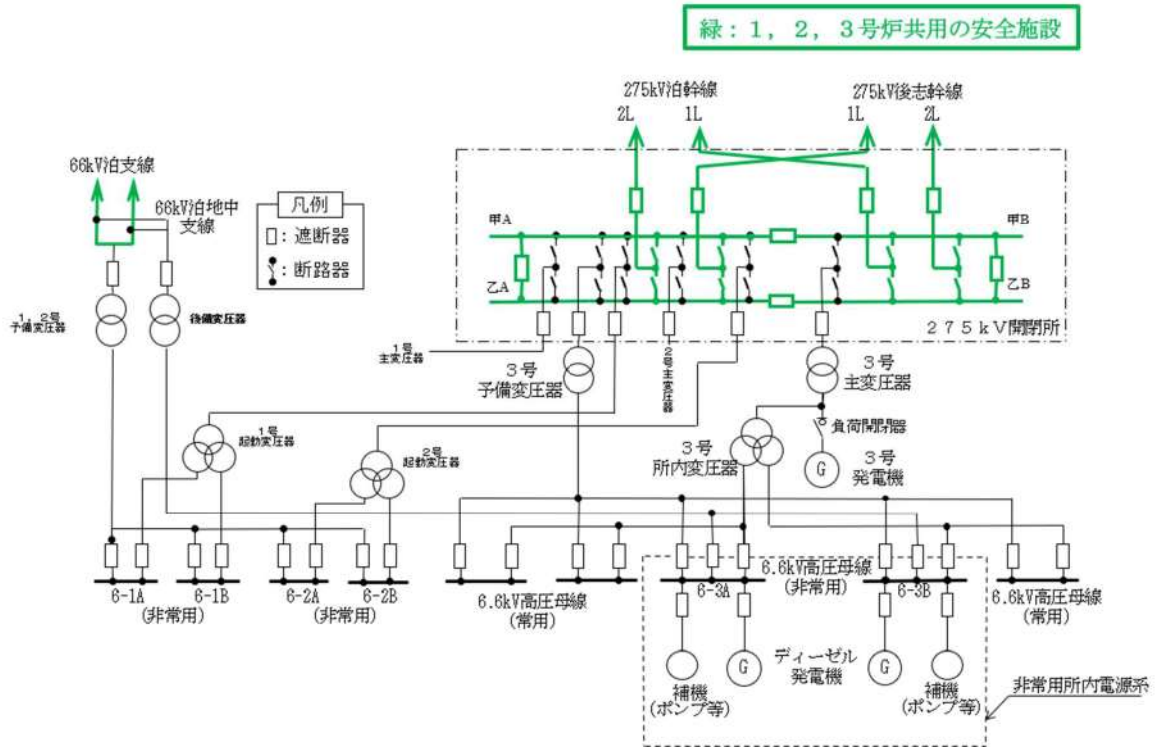 緑：1，2，3号炉共用の安全施設
275kV泊幹線
2L
1L
275kV後志幹線
1L
2L
66kV泊支線
66kV泊地中
支線
凡例
：遮断器
：断路器
甲A
甲B
乙A
乙B
275kV開閉所
1，2号
予備変圧器
後備変圧器
1号
主変圧器
3号
予備変圧器
2号主変圧器
3号
主変圧器
1号
起動変圧器
2号
起動変圧器
3号
所内変圧器
負荷開閉器
3号
発電機
G
6-1A
6-1B
(非常用)
6-2A
6-2B
(非常用)
6.6kV高圧母線
(常用)
6-3A
6.6kV高圧母線
(非常用)
6-3B
6.6kV高圧母線
(常用)
G
ディーゼル
発電機
G
補機
(ポンプ等)
補機
(ポンプ等)
非常用所内電源系